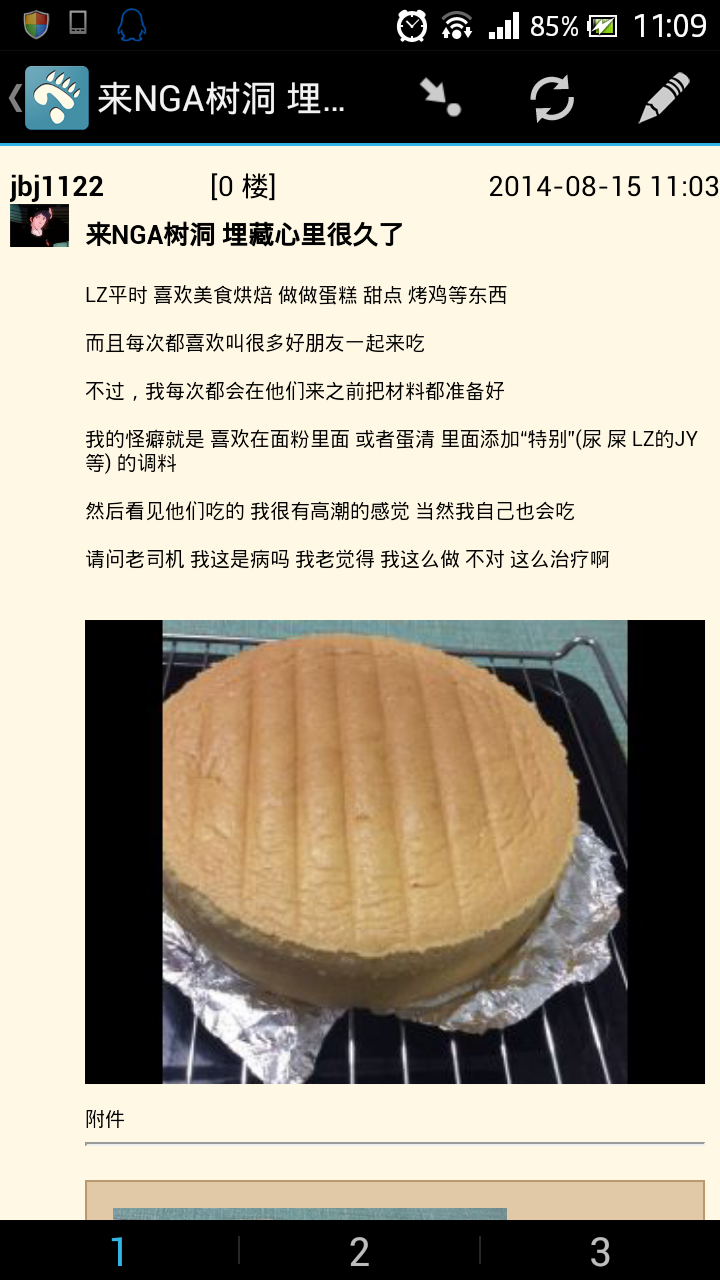 85% 11:09
来NGA树洞 埋...
jbj1122 [0 楼] 2014-08-15 11:03
来NGA树洞 埋藏心里很久了
LZ平时 喜欢美食烘焙 做做蛋糕 甜点 烤鸡等东西
而且每次都喜欢叫很多好朋友一起来吃
不过，我每次都会在他们来之前把材料都准备好
我的怪癖就是 喜欢在面粉里面 或者蛋清 里面添加“特别”(尿 屎 LZ的JY
等) 的调料
然后看见他们吃的 我很有高潮的感觉 当然我自己也会吃
请问老司机 我这是病吗 我老觉得 我这么做 不对 这么治疗啊
附件
1 2 3